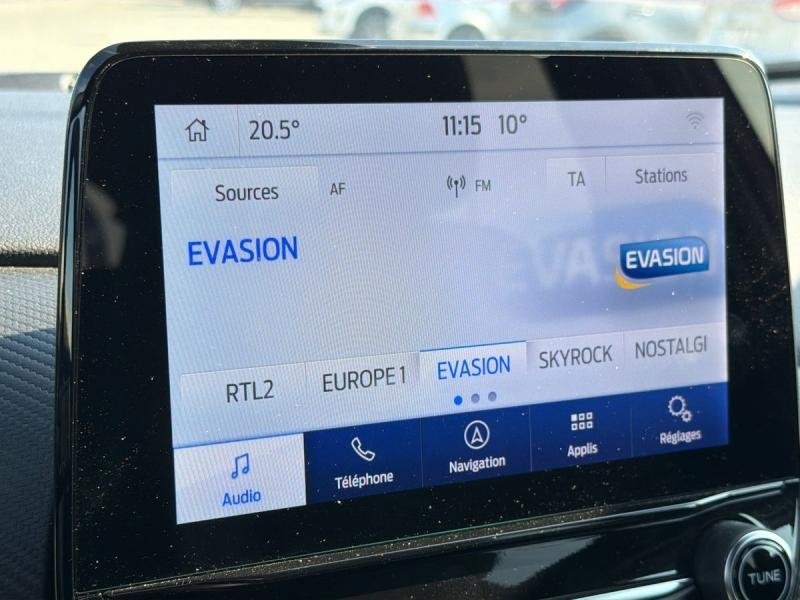 20.5° 11:15 10°
Sources AF FM TA Stations
EVASION
EVASION
RTL2 EUROPE 1 EVASION SKYROCK NOSTALGI
Audio Téléphone Navigation Applis Réglages
TUNE